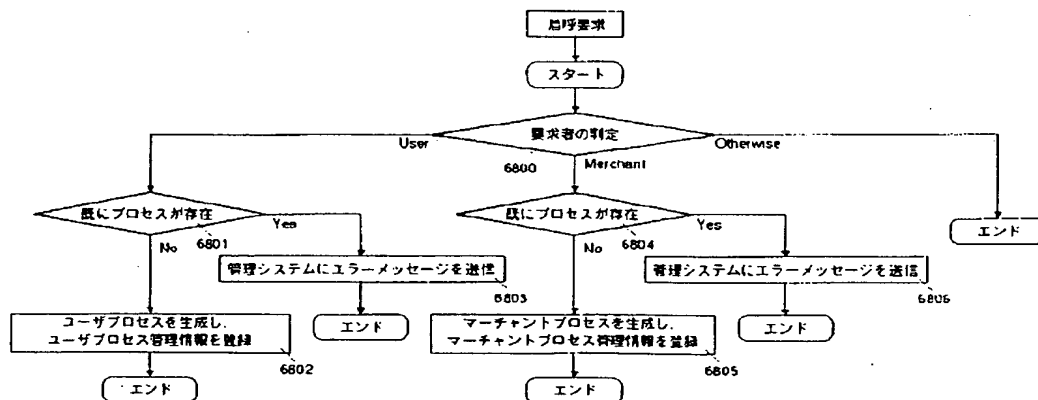 呼要求
スタート
要求者の判定
User
6800
Merchant
Otherwise
既にプロセスが存在
6801
Yes
No
既にプロセスが存在
6804
Yes
No
エンド
管理システムにエラーメッセージを送信
6803
管理システムにエラーメッセージを送信
6806
エンド
エンド
ユーザプロセスを生成し、
ユーザプロセス管理情報を登録
6802
マーチャントプロセスを生成し、
マーチャントプロセス管理情報を登録
6805
エンド
エンド